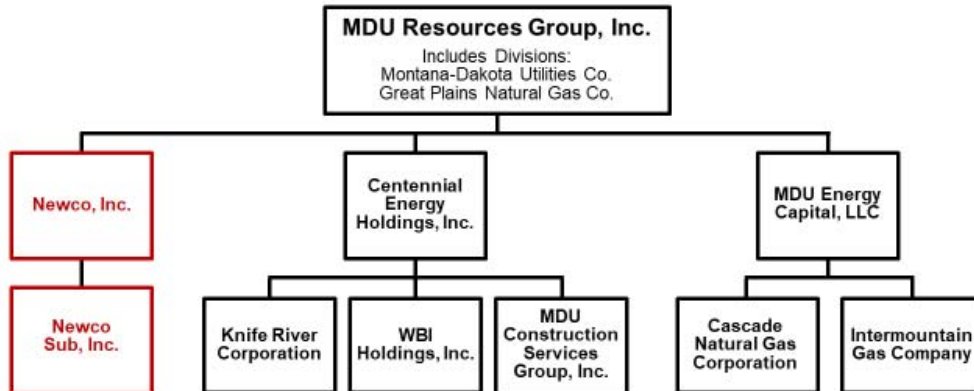 MDU Resources Group, Inc.
Includes Divisions:
Montana-Dakota Utilities Co.
Great Plains Natural Gas Co.
Newco, Inc.
Centennial
Energy
Holdings, Inc.
MDU Energy
Capital, LLC
Newco
Sub, Inc.
Knife River
Corporation
WBI
Holdings, Inc.
MDU
Construction
Services
Group, Inc.
Cascade
Natural Gas
Corporation
Intermountain
Gas Company